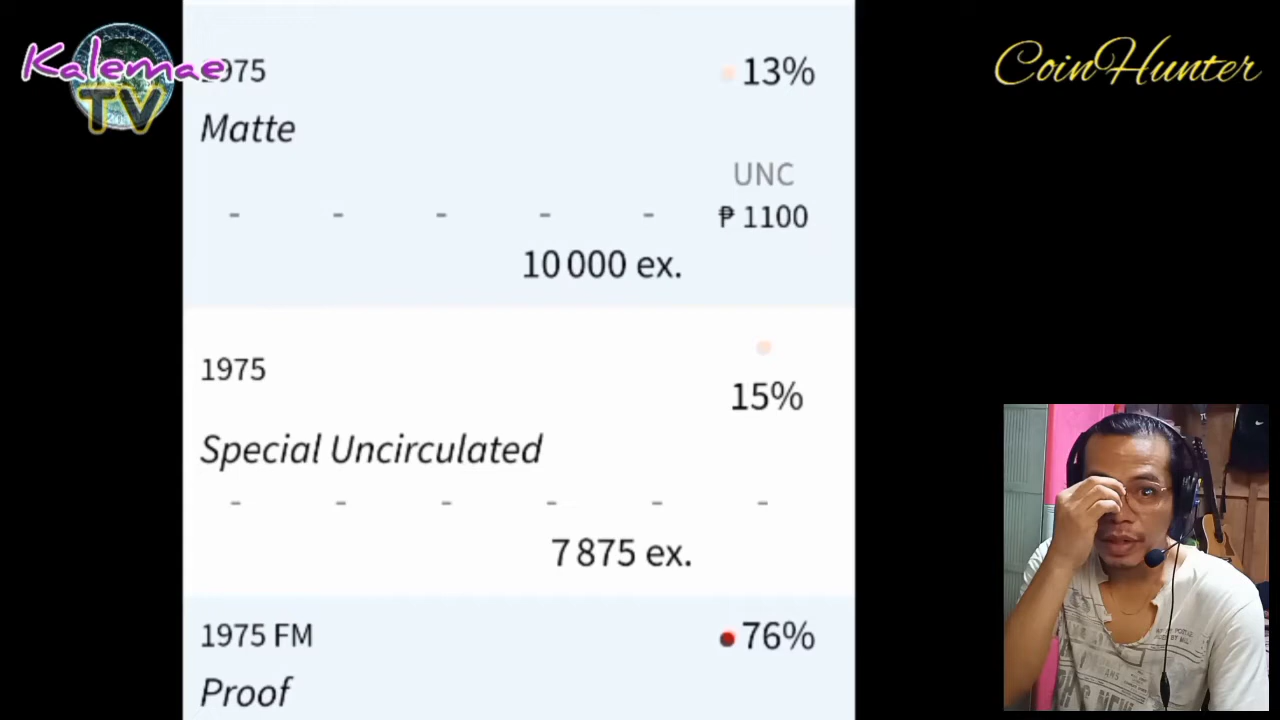 Kalemae
TV
CoinHunter
1975
13%
Matte
UNC
- - - - - ₱ 1100
10 000 ex.
1975
15%
Special Uncirculated
- - - - - -
7 875 ex.
1975 FM
76%
Proof